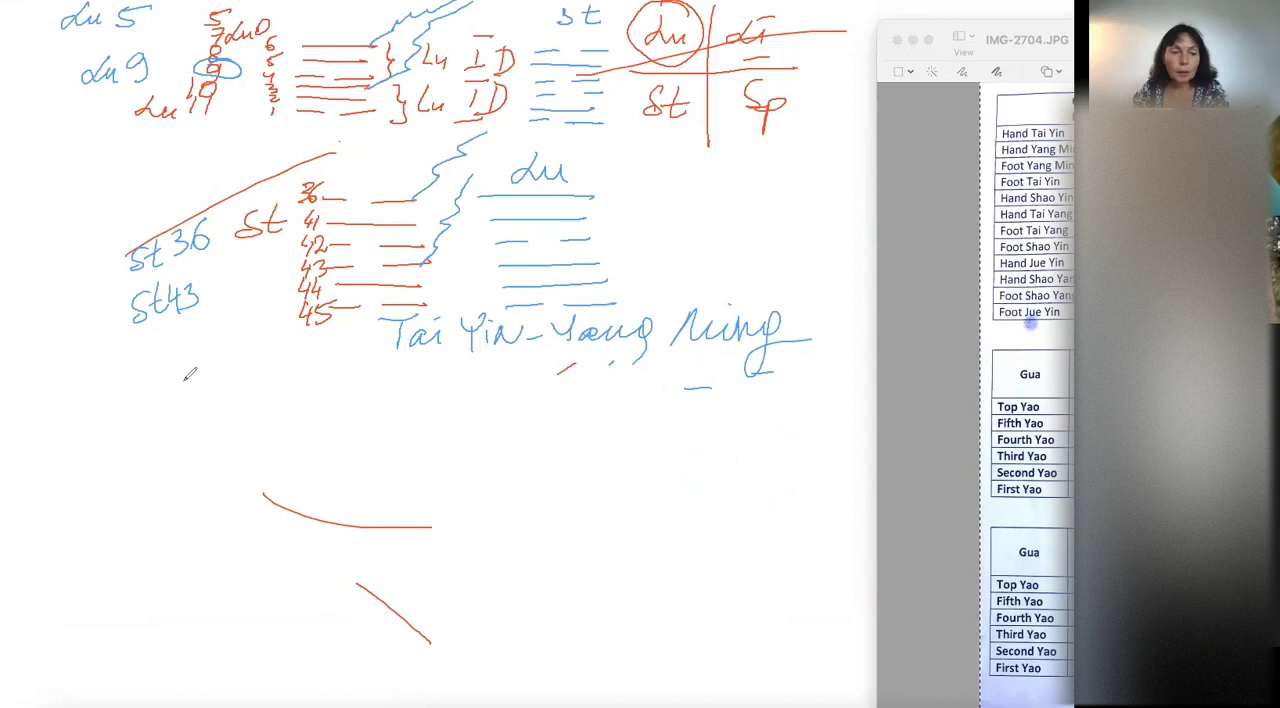 Lu 5
5
7 Lu D
6
st
Lu
Li
8
5
Lu 9
9
4
} Lu I D
10
3
2
Lu 11
1
} Lu I D
St
Sp
Lu
36
St 36
St
41
42
43
St 43
44
45
Tai Yin - Yang Ming
IMG-2704.JPG
View
Hand Tai Yin
Hand Yang Mi
Foot Yang Min
Foot Tai Yin
Hand Shao Yin
Hand Tai Yang
Foot Tai Yang
Foot Shao Yin
Hand Jue Yin
Hand Shao Yan
Foot Shao Yang
Foot Jue Yin
Gua
Top Yao
Fifth Yao
Fourth Yao
Third Yao
Second Yao
First Yao
Gua
Top Yao
Fifth Yao
Fourth Yao
Third Yao
Second Yao
First Yao